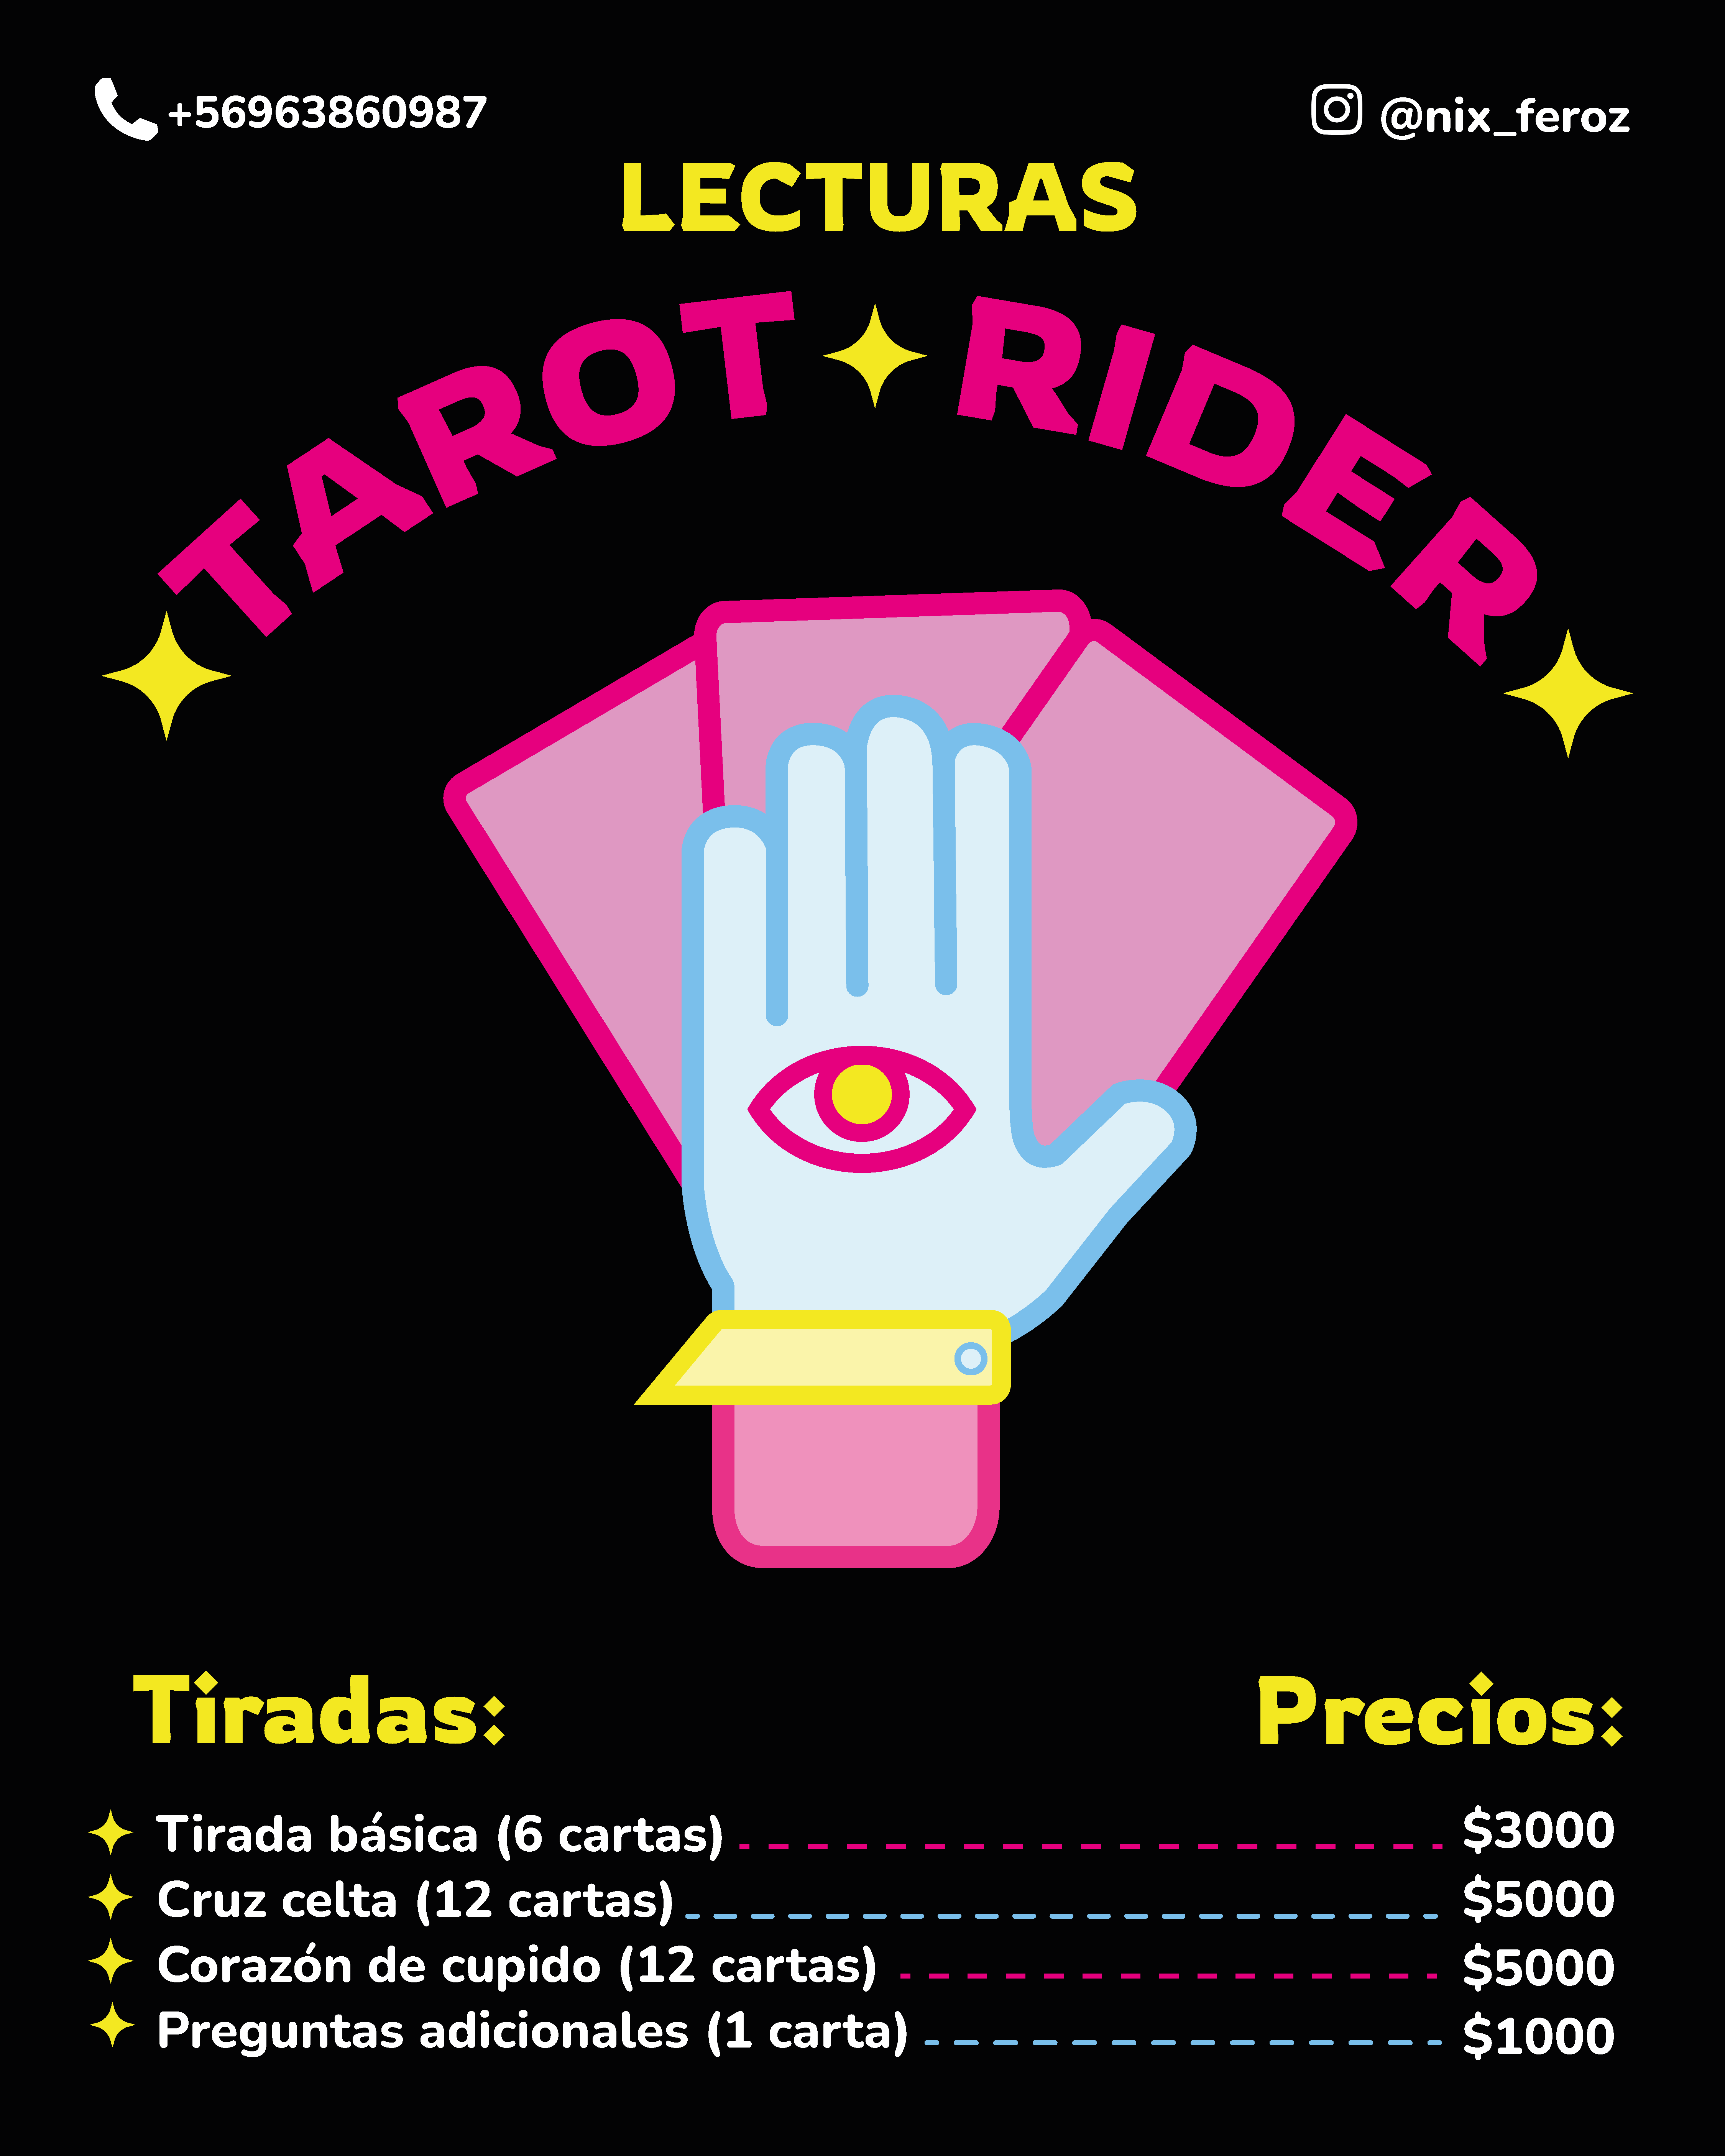 +56963860987
@nix_feroz
LECTURAS
TAROT RIDER
Tiradas:
Precios:
Tirada básica (6 cartas) $3000
Cruz celta (12 cartas) $5000
Corazón de cupido (12 cartas) $5000
Preguntas adicionales (1 carta) $1000